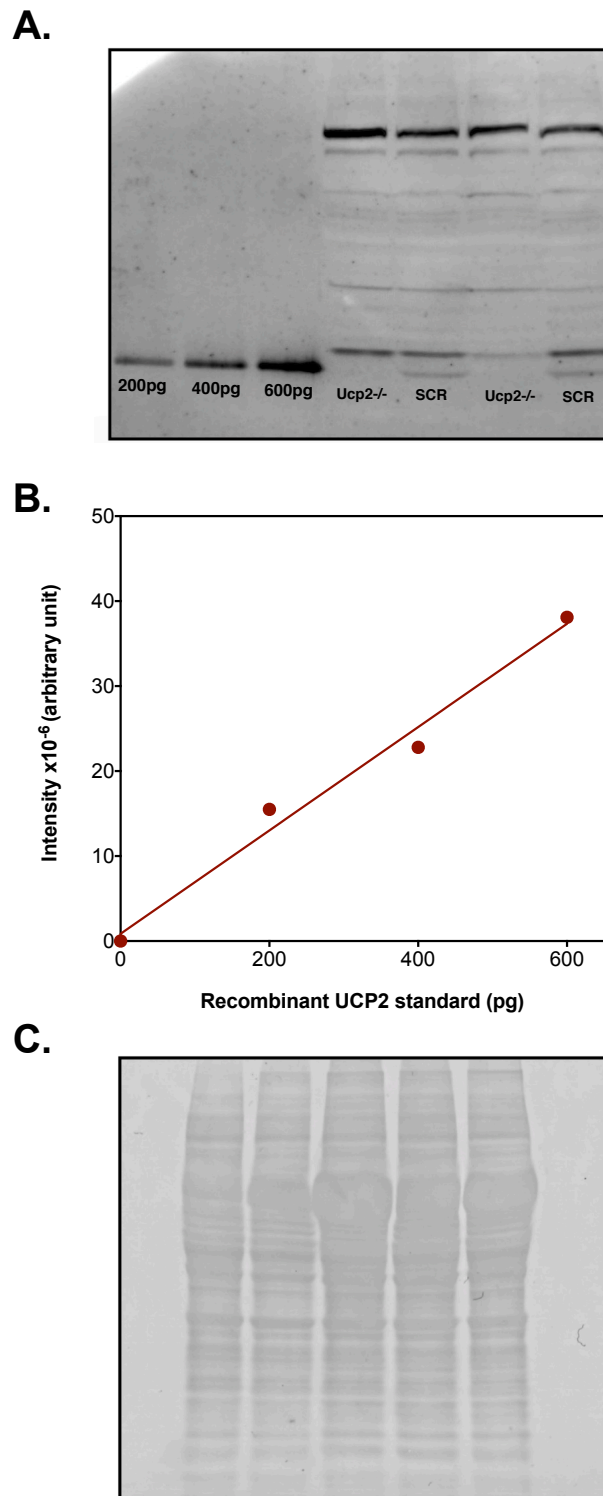 A.
200pg 400pg 600pg Ucp2-/- SCR Ucp2-/- SCR
B.
50
40
30
20
10
0
Intensity x10-6 (arbitrary unit)
0 200 400 600
Recombinant UCP2 standard (pg)
C.